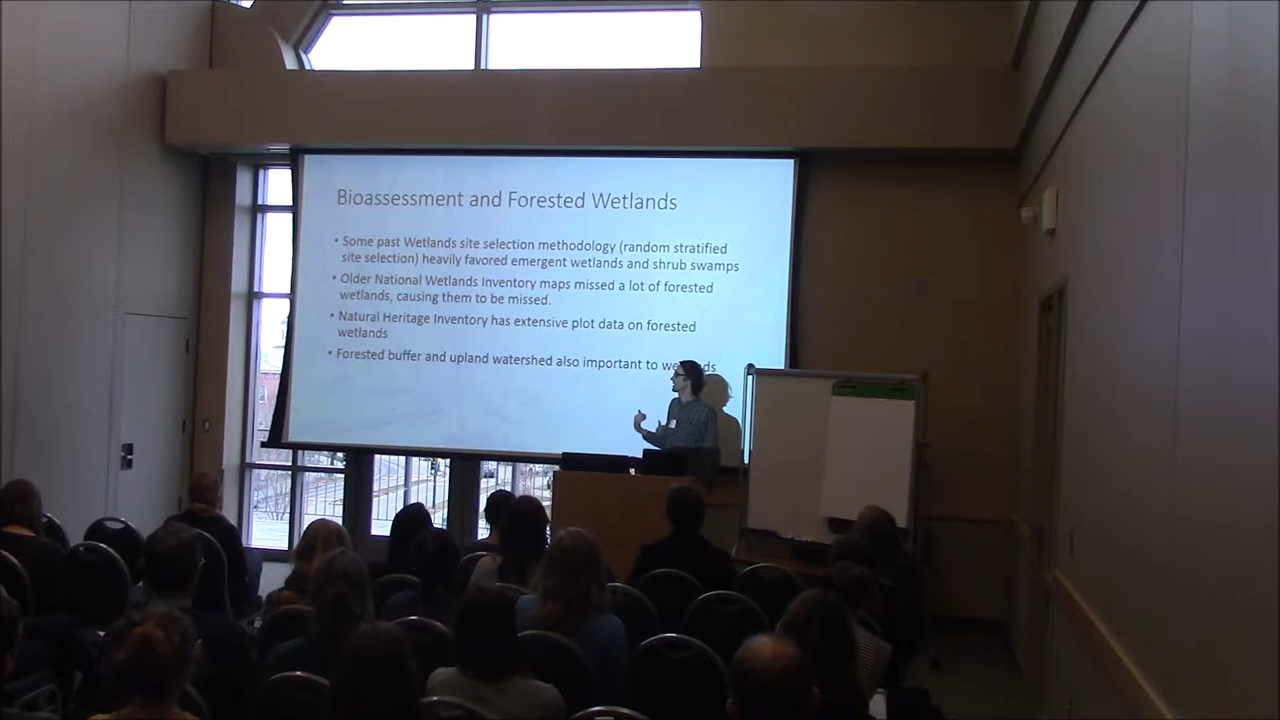 Bioassessment and Forested Wetlands
• Some past Wetlands site selection methodology (random stratified
site selection) heavily favored emergent wetlands and shrub swamps
• Older National Wetlands Inventory maps missed a lot of forested
wetlands, causing them to be missed.
• Natural Heritage Inventory has extensive plot data on forested
wetlands
• Forested buffer and upland watershed also important to